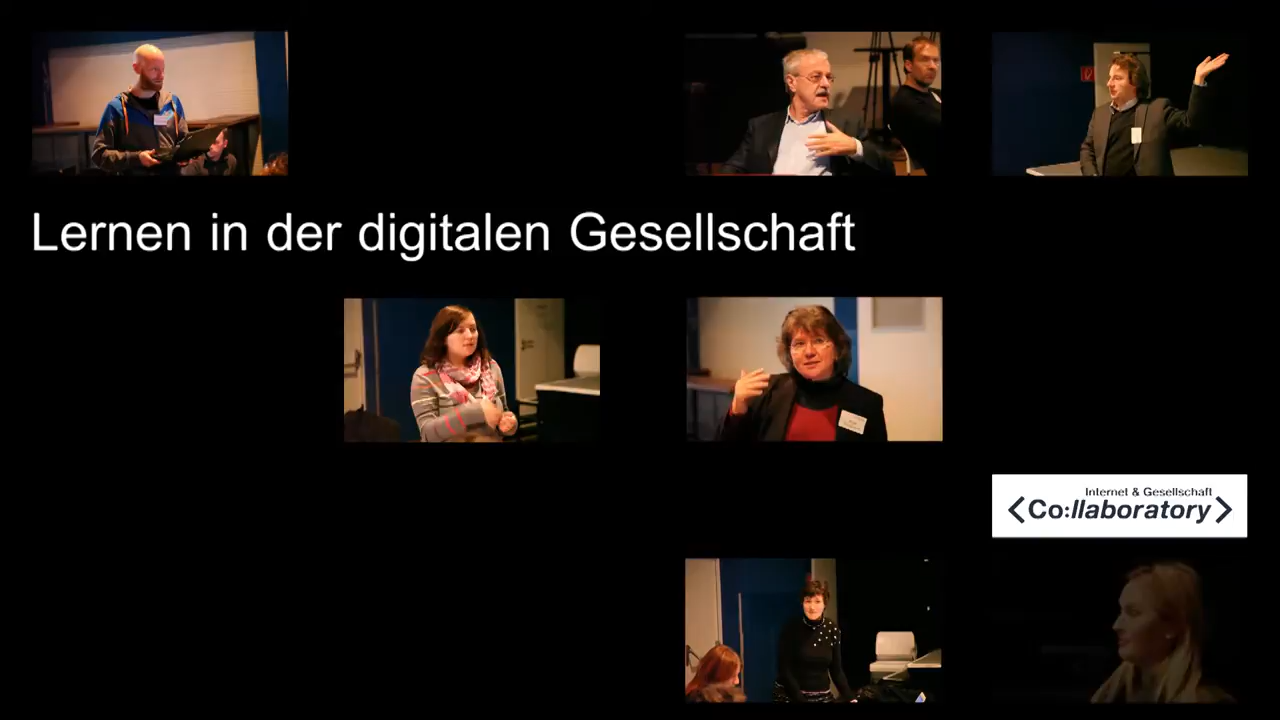 Lernen in der digitalen Gesellschaft
Internet & Gesellschaft
<Co:llaboratory>